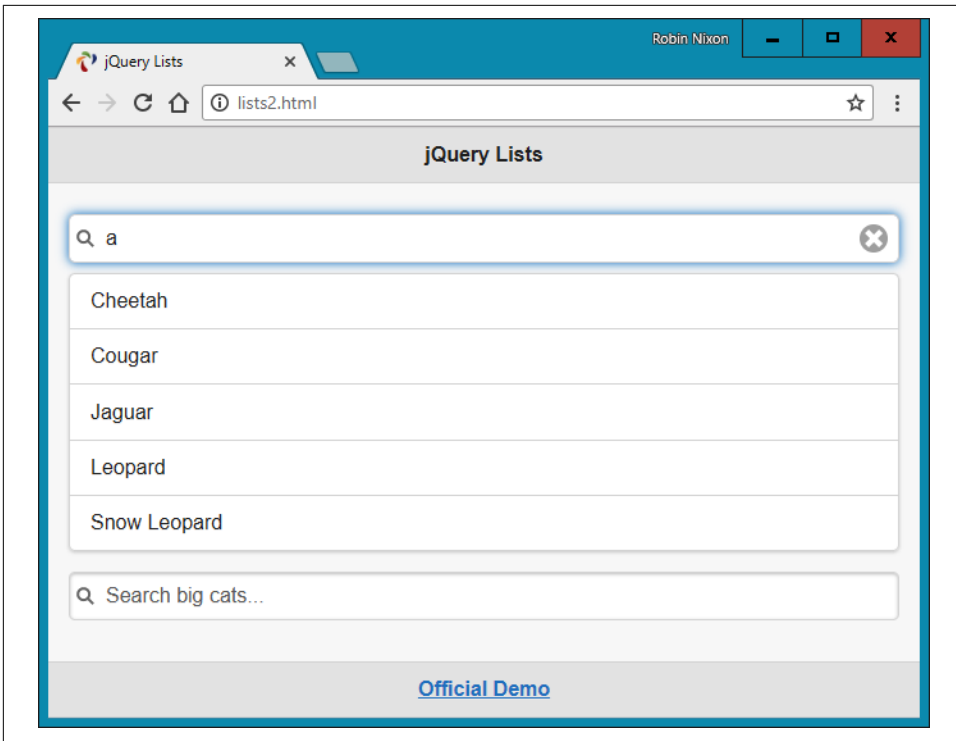 Robin Nixon
jQuery Lists
lists2.html
jQuery Lists
a
Cheetah
Cougar
Jaguar
Leopard
Snow Leopard
Search big cats...
Official Demo